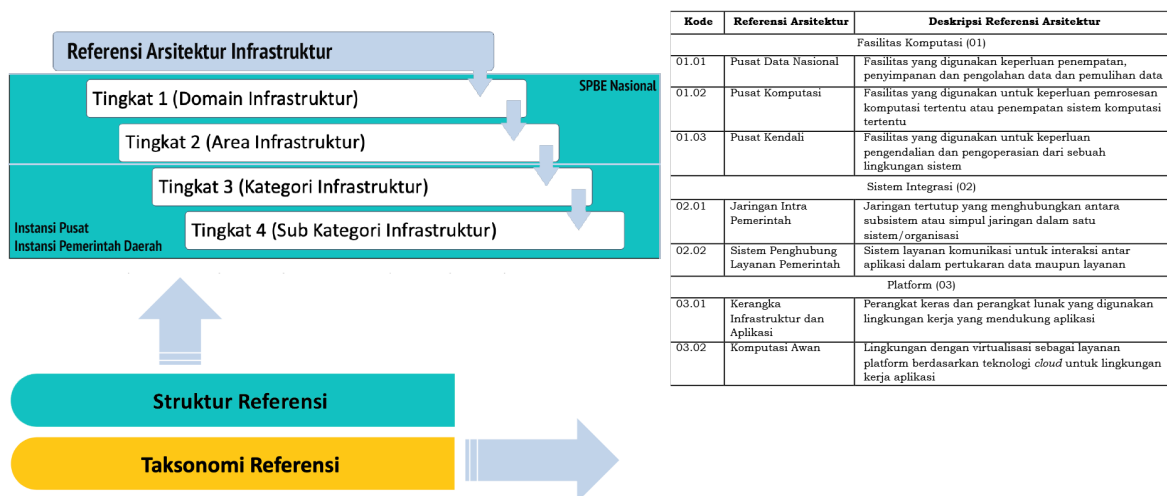 Referensi Arsitektur Infrastruktur
SPBE Nasional
Tingkat 1 (Domain Infrastruktur)
Tingkat 2 (Area Infrastruktur)
Tingkat 3 (Kategori Infrastruktur)
Instansi Pusat
Instansi Pemerintah Daerah
Tingkat 4 (Sub Kategori Infrastruktur)
Struktur Referensi
Taksonomi Referensi
Kode Referensi Arsitektur Deskripsi Referensi Arsitektur
Fasilitas Komputasi (01)
01.01 Pusat Data Nasional Fasilitas yang digunakan keperluan penempatan,
penyimpanan dan pengolahan data dan pemulihan data
01.02 Pusat Komputasi Fasilitas yang digunakan untuk keperluan pemrosesan
komputasi tertentu atau penempatan sistem komputasi
tertentu
01.03 Pusat Kendali Fasilitas yang digunakan untuk keperluan
pengendalian dan pengoperasian dari sebuah
lingkungan sistem
Sistem Integrasi (02)
02.01 Jaringan Intra Jaringan tertutup yang menghubungkan antara
Pemerintah subsistem atau simpul jaringan dalam satu
sistem/organisasi
02.02 Sistem Penghubung Sistem layanan komunikasi untuk interaksi antar
Layanan Pemerintah aplikasi dalam pertukaran data maupun layanan
Platform (03)
03.01 Kerangka Perangkat keras dan perangkat lunak yang digunakan
Infrastruktur dan lingkungan kerja yang mendukung aplikasi
Aplikasi
03.02 Komputasi Awan Lingkungan dengan virtualisasi sebagai layanan
platform berdasarkan teknologi cloud untuk lingkungan
kerja aplikasi